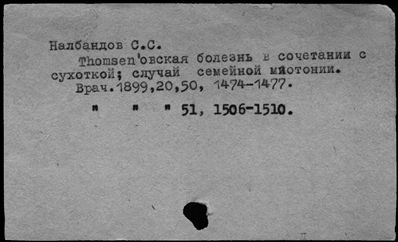 Налбандов С.С.
Thomsen'овская болезнь в сочетании с
сухоткой; случай семейной миотонии.
Врач.1899,20,50, 1474-1477.
" " " 51, 1506-1510.